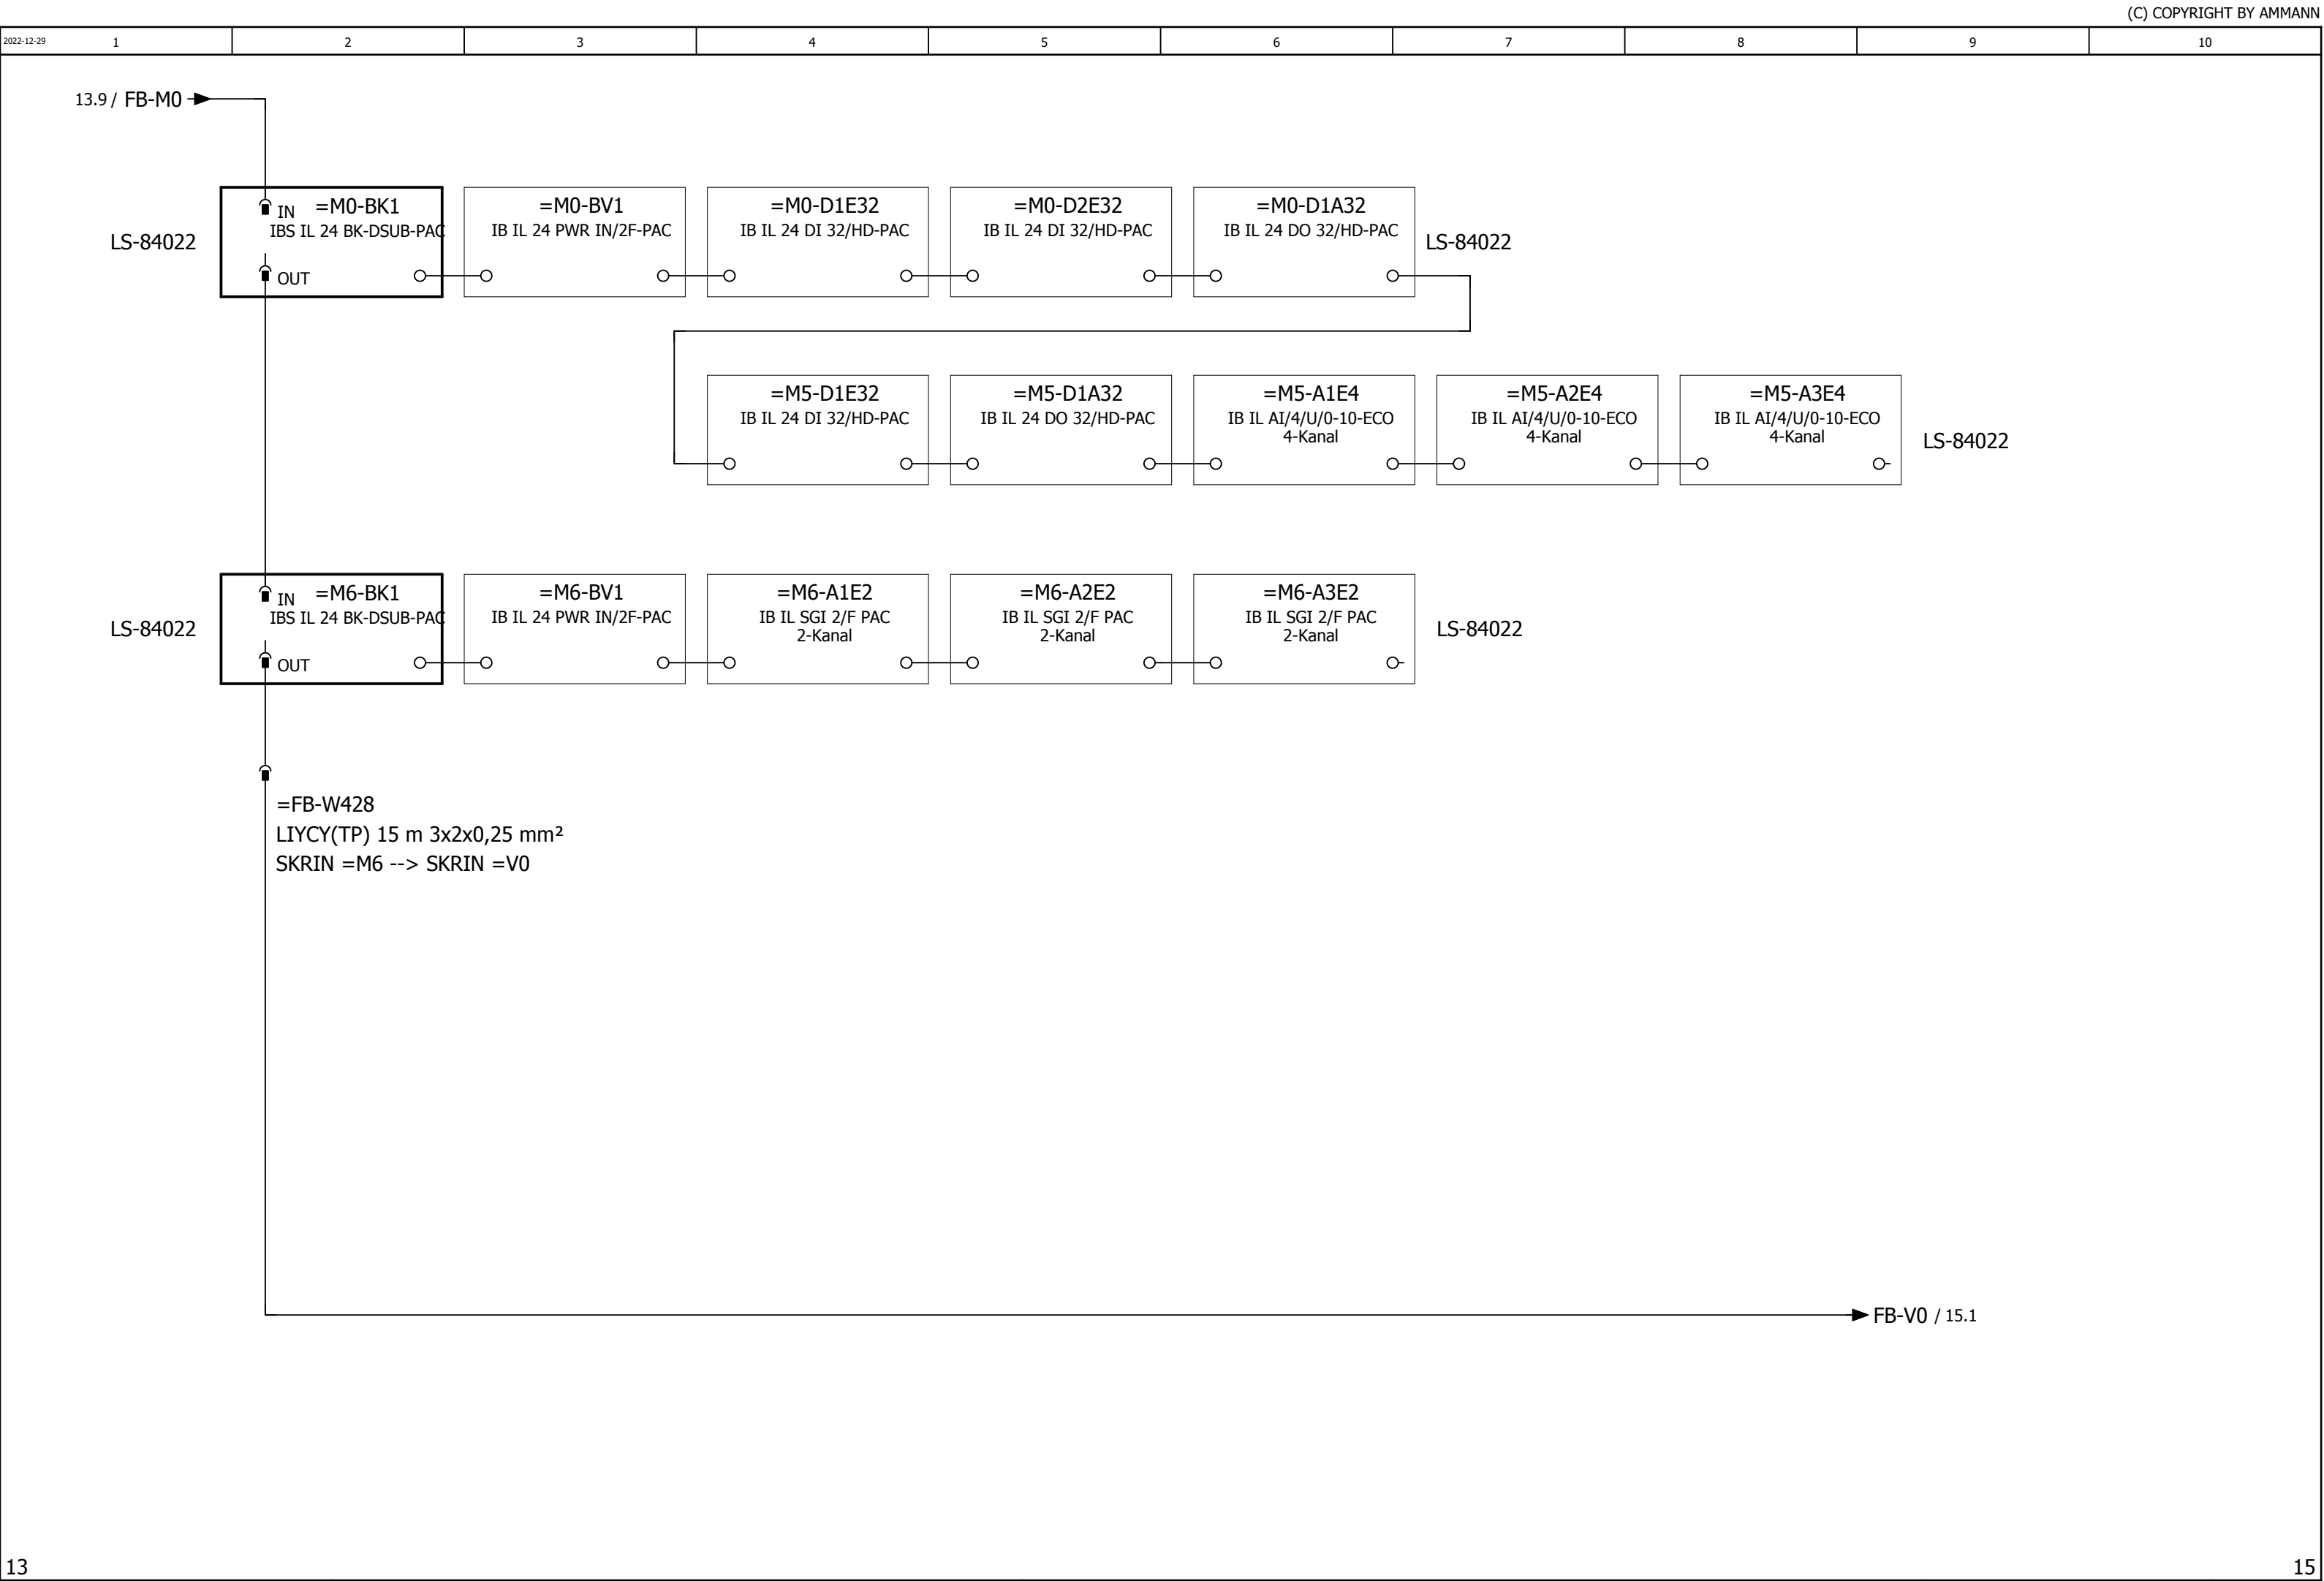 (C) COPYRIGHT BY AMMANN
2022-12-29 1 2 3 4 5 6 7 8 9 10
13.9 / FB-M0
LS-84022
IN =M0-BK1
IBS IL 24 BK-DSUB-PAC
OUT
=M0-BV1
IB IL 24 PWR IN/2F-PAC
=M0-D1E32
IB IL 24 DI 32/HD-PAC
=M0-D2E32
IB IL 24 DI 32/HD-PAC
=M0-D1A32
IB IL 24 DO 32/HD-PAC
LS-84022
=M5-D1E32
IB IL 24 DI 32/HD-PAC
=M5-D1A32
IB IL 24 DO 32/HD-PAC
=M5-A1E4
IB IL AI/4/U/0-10-ECO
4-Kanal
=M5-A2E4
IB IL AI/4/U/0-10-ECO
4-Kanal
=M5-A3E4
IB IL AI/4/U/0-10-ECO
4-Kanal
LS-84022
LS-84022
IN =M6-BK1
IBS IL 24 BK-DSUB-PAC
OUT
=M6-BV1
IB IL 24 PWR IN/2F-PAC
=M6-A1E2
IB IL SGI 2/F PAC
2-Kanal
=M6-A2E2
IB IL SGI 2/F PAC
2-Kanal
=M6-A3E2
IB IL SGI 2/F PAC
2-Kanal
LS-84022
=FB-W428
LIYCY(TP) 15 m 3x2x0,25 mm²
SKRIN =M6 --> SKRIN =V0
FB-V0 / 15.1
13
15